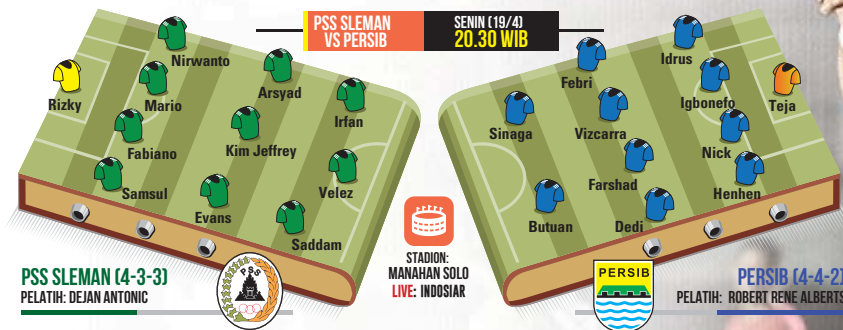 PSS SLEMAN
VS PERSIB
SENIN (19/4)
20.30 WIB
Nirwanto
Arsyad
Rizky
Mario
Irfan
Fabiano
Kim Jeffrey
Samsul
Velez
Evans
Saddam
Idrus
Febri
Igbonefo
Teja
Sinaga
Vizcarra
Nick
Farshad
Henhen
Butuan
Dedi
STADION:
MANAHAN SOLO
LIVE: INDOSIAR
PSS SLEMAN (4-3-3)
PELATIH: DEJAN ANTONIC
PSS
PERSIB
PERSIB (4-4-2)
PELATIH: ROBERT RENE ALBERTS